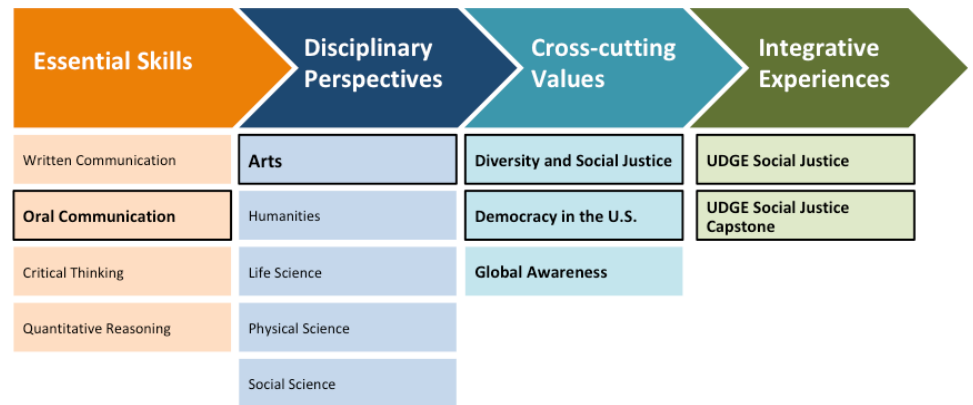 Essential Skills
Disciplinary
Perspectives
Cross-cutting
Values
Integrative
Experiences
Written Communication
Arts
Diversity and Social Justice
UDGE Social Justice
Oral Communication
Humanities
Democracy in the U.S.
UDGE Social Justice
Capstone
Critical Thinking
Life Science
Global Awareness
Quantitative Reasoning
Physical Science
Social Science